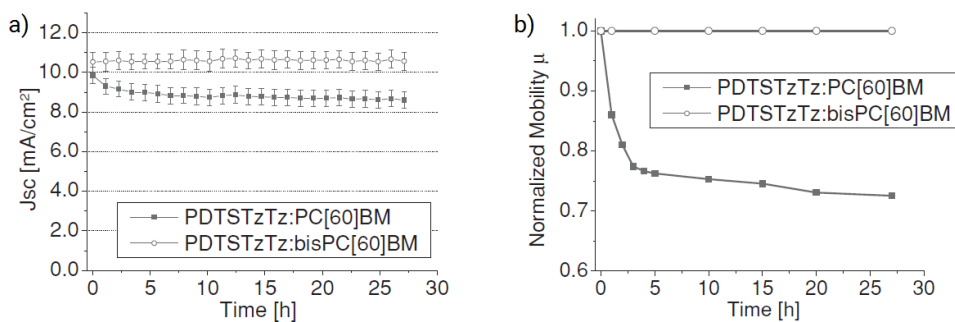 a)
Jsc [mA/cm²]
12.0
10.0
8.0
6.0
4.0
2.0
0.0
PDTSTzTz:PC[60]BM
PDTSTzTz:bisPC[60]BM
0 5 10 15 20 25 30
Time [h]
b)
Normalized Mobility µ
1.0
0.9
0.8
0.7
0.6
PDTSTzTz:PC[60]BM
PDTSTzTz:bisPC[60]BM
0 5 10 15 20 25 30
Time [h]